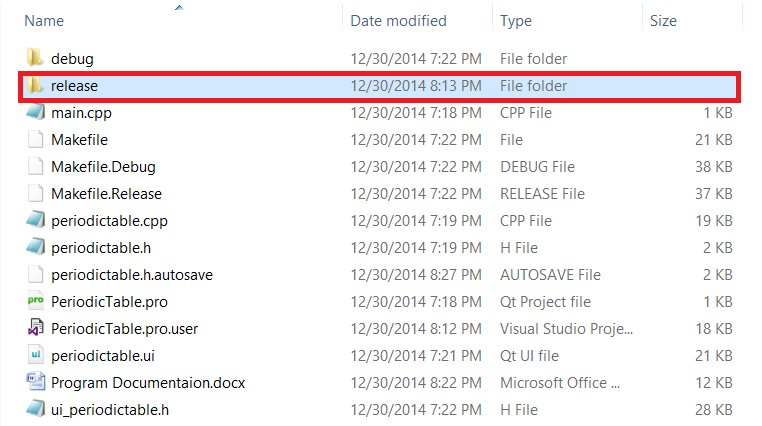 Name Date modified Type Size
debug 12/30/2014 7:22 PM File folder
release 12/30/2014 8:13 PM File folder
main.cpp 12/30/2014 7:18 PM CPP File 1 KB
Makefile 12/30/2014 7:22 PM File 21 KB
Makefile.Debug 12/30/2014 7:22 PM DEBUG File 38 KB
Makefile.Release 12/30/2014 7:22 PM RELEASE File 37 KB
periodictable.cpp 12/30/2014 7:19 PM CPP File 19 KB
periodictable.h 12/30/2014 7:19 PM H File 2 KB
periodictable.h.autosave 12/30/2014 8:27 PM AUTOSAVE File 2 KB
pro PeriodicTable.pro 12/30/2014 7:18 PM Qt Project file 1 KB
PeriodicTable.pro.user 12/30/2014 8:12 PM Visual Studio Proje... 18 KB
ui periodictable.ui 12/30/2014 7:21 PM Qt UI file 21 KB
Program Documentaion.docx 12/30/2014 8:22 PM Microsoft Office ... 12 KB
ui_periodictable.h 12/30/2014 7:22 PM H File 28 KB